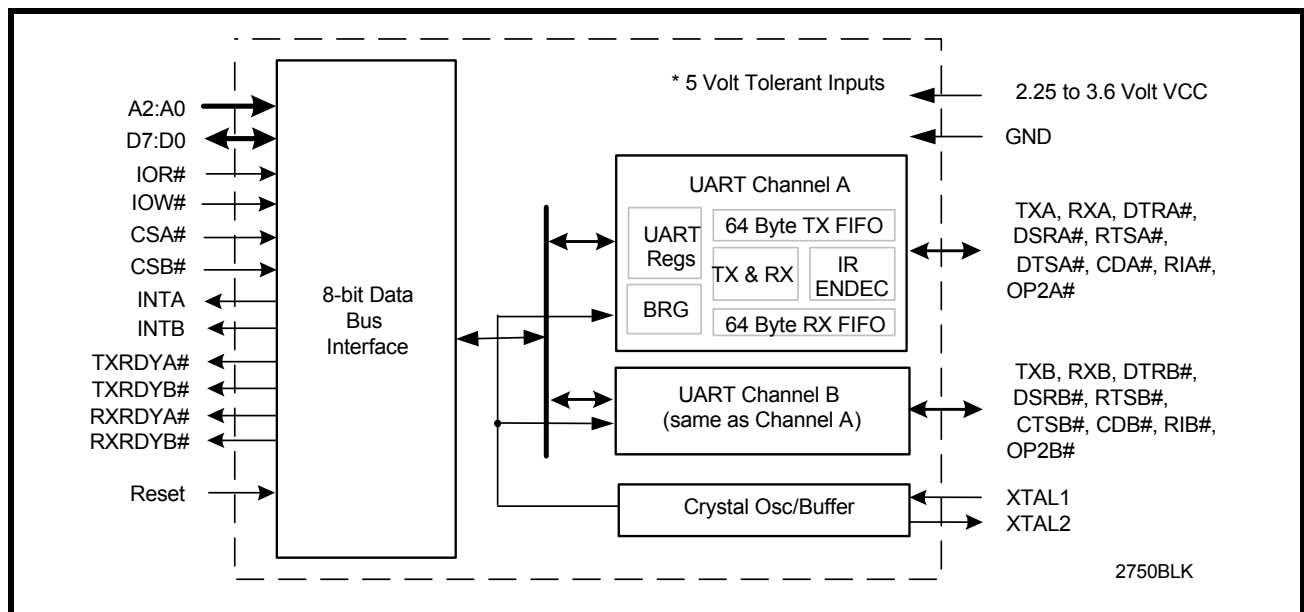 A2:A0
D7:D0
IOR#
IOW#
CSA#
CSB#
INTA
INTB
TXRDYA#
TXRDYB#
RXRDYA#
RXRDYB#
Reset
8-bit Data
Bus
Interface
* 5 Volt Tolerant Inputs
UART Channel A
UART
Regs
BRG
64 Byte TX FIFO
TX & RX
IR
ENDEC
64 Byte RX FIFO
UART Channel B
(same as Channel A)
Crystal Osc/Buffer
2.25 to 3.6 Volt VCC
GND
TXA, RXA, DTRA#,
DSRA#, RTSA#,
DTSA#, CDA#, RIA#,
OP2A#
TXB, RXB, DTRB#,
DSRB#, RTSB#,
CTSB#, CDB#, RIB#,
OP2B#
XTAL1
XTAL2
2750BLK